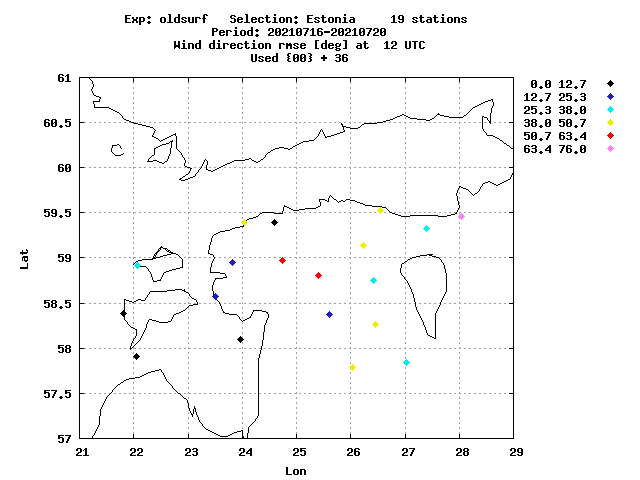 Exp: oldsurf Selection: Estonia 19 stations
Period: 20210716-20210720
Wind direction rmse [deg] at 12 UTC
Used {00} + 36
0.0 12.7
12.7 25.3
25.3 38.0
38.0 50.7
50.7 63.4
63.4 76.0
61
60.5
60
59.5
59
58.5
58
57.5
57
Lat
21 22 23 24 25 26 27 28 29
Lon